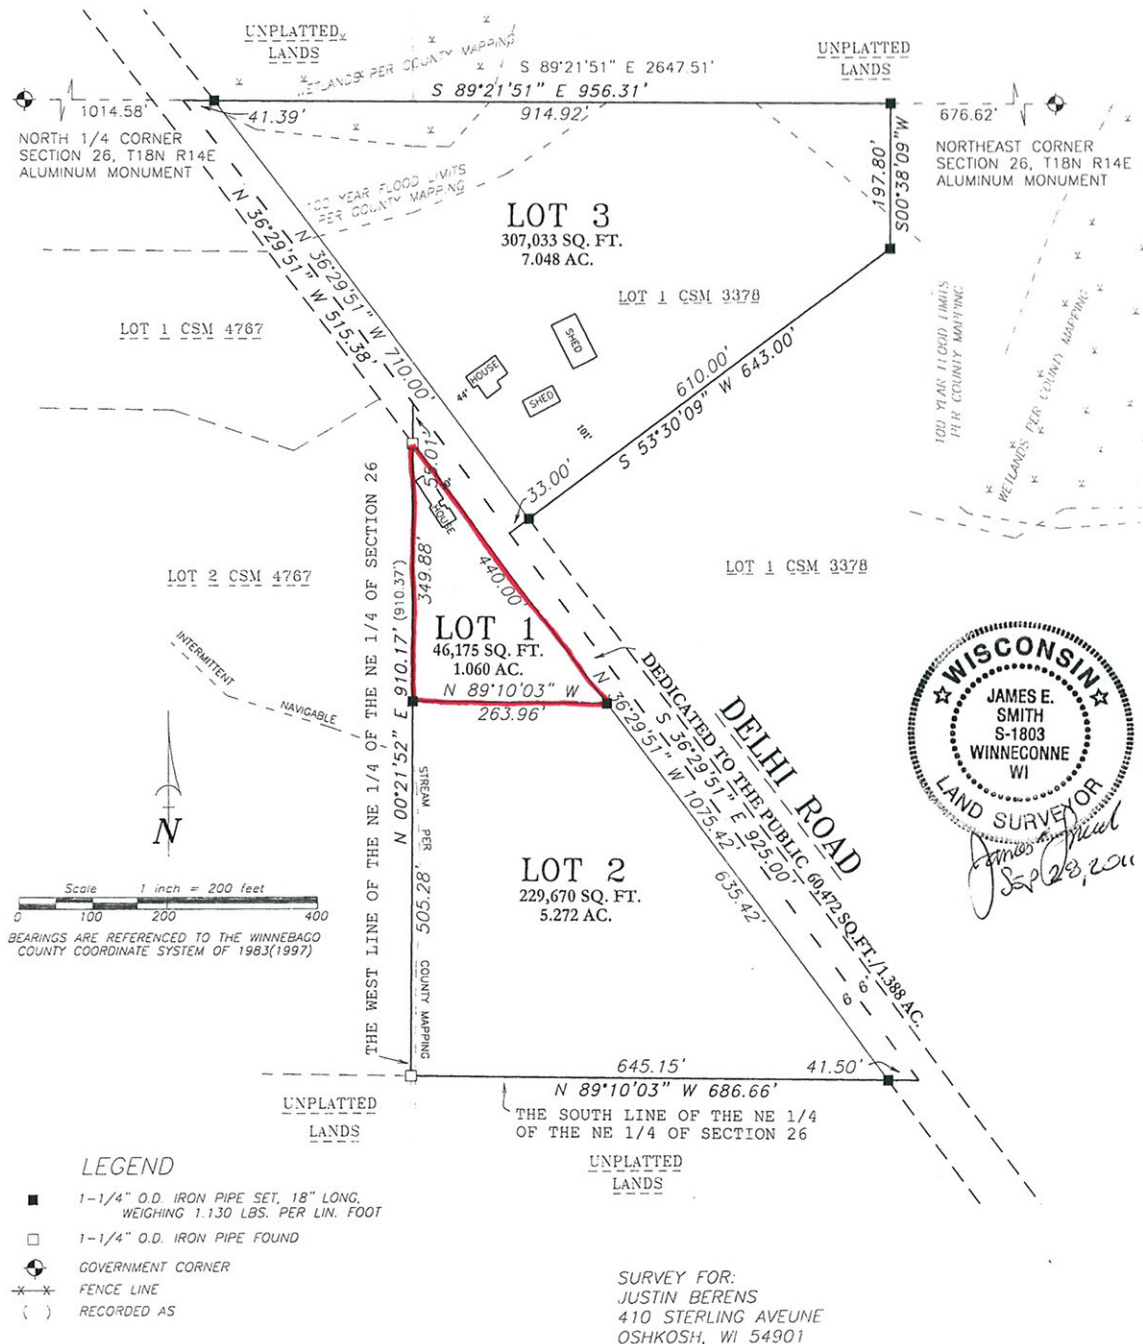 UNPLATTED
LANDS
WETLANDS PER COUNTY MAPPING
S 89°21'51" E 2647.51'
UNPLATTED
LANDS
S 89°21'51" E 956.31'
1014.58'
41.39'
914.92'
676.62'
NORTH 1/4 CORNER
SECTION 26, T18N R14E
ALUMINUM MONUMENT
197.80'
S00°38'09"W
NORTHEAST CORNER
SECTION 26, T18N R14E
ALUMINUM MONUMENT
100 YEAR FLOOD LIMITS
PER COUNTY MAPPING
LOT 3
307,033 SQ. FT.
7.048 AC.
N 36°29'51" W 515.38'
N 36°29'51" W 710.00'
LOT 1 CSM 3378
LOT 1 CSM 4767
SHED
HOUSE
44'
SHED
101'
610.00'
S 53°30'09" W 643.00'
33.00'
100 YEAR FLOOD LIMITS
PER COUNTY MAPPING
WETLANDS PER COUNTY MAPPING
55.01'
HOUSE
349.88'
440.00'
LOT 2 CSM 4767
LOT 1 CSM 3378
THE WEST LINE OF THE NE 1/4 OF THE NE 1/4 OF SECTION 26
N 00°21'52" E 910.17' (910.37')
LOT 1
46,175 SQ. FT.
1.060 AC.
N 89°10'03" W
263.96'
INTERMITTENT
NAVIGABLE
STREAM PER COUNTY MAPPING
505.28'
N 36°29'51" W 1075.42'
S 36°29'51" E 925.00'
DEDICATED TO THE PUBLIC 60,472 SQ.FT./1.388 AC.
DELHI ROAD
635.42'
6'
6'
WISCONSIN
JAMES E.
SMITH
S-1803
WINNECONNE
WI
LAND SURVEYOR
N
LOT 2
229,670 SQ. FT.
5.272 AC.
Scale 1 inch = 200 feet
0 100 200 400
BEARINGS ARE REFERENCED TO THE WINNEBAGO
COUNTY COORDINATE SYSTEM OF 1983(1997)
645.15'
41.50'
N 89°10'03" W 686.66'
THE SOUTH LINE OF THE NE 1/4
OF THE NE 1/4 OF SECTION 26
UNPLATTED
LANDS
UNPLATTED
LANDS
LEGEND
1-1/4" O.D. IRON PIPE SET, 18" LONG,
WEIGHING 1.130 LBS. PER LIN. FOOT
1-1/4" O.D. IRON PIPE FOUND
GOVERNMENT CORNER
FENCE LINE
( ) RECORDED AS
SURVEY FOR:
JUSTIN BERENS
410 STERLING AVEUNE
OSHKOSH, WI 54901